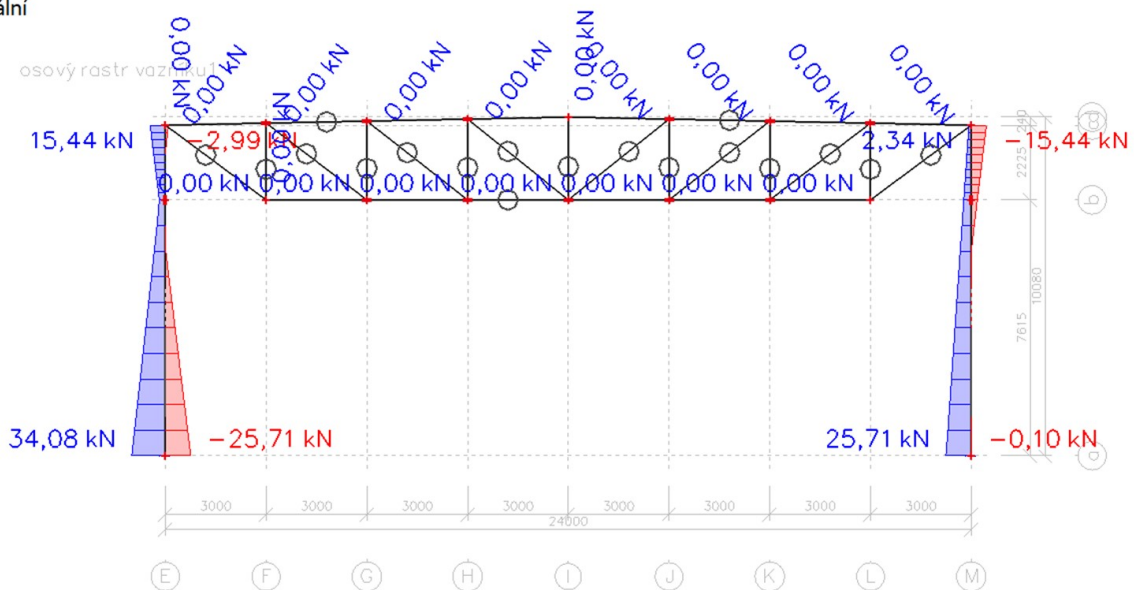 ální
osový rastr vazníku1
0,00 kN
0,00 kN
0,00 kN
0,00 kN
0,00 kN
0,00 kN
0,00 kN
0,00 kN
0,00 kN
0,00 kN
15,44 kN
−2,99 kN
0,00 kN
2,34 kN
−15,44 kN
0,00 kN
0,00 kN
0,00 kN
0,00 kN
0,00 kN
0,00 kN
0,00 kN
34,08 kN
−25,71 kN
25,71 kN
−0,10 kN
240
2225
7615
10080
b
a
3000
3000
3000
3000
3000
3000
3000
3000
24000
E
F
G
H
I
J
K
L
M